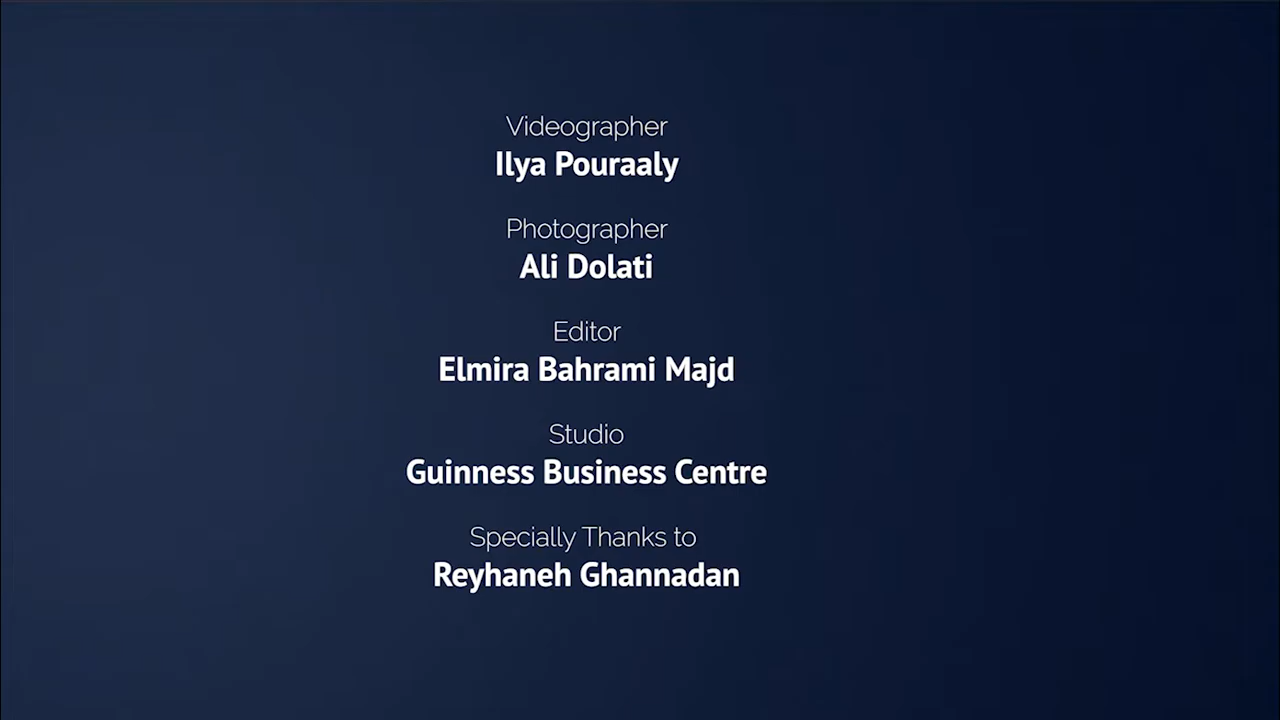 Videographer
Ilya Pouraaly
Photographer
Ali Dolati
Editor
Elmira Bahrami Majd
Studio
Guinness Business Centre
Specially Thanks to
Reyhaneh Ghannadan